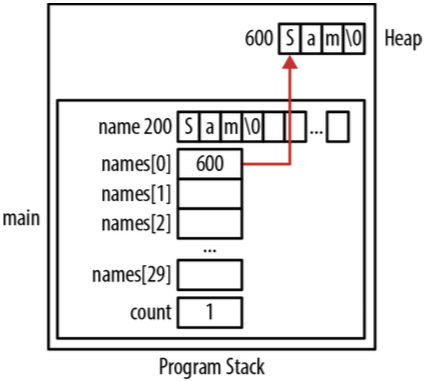 600 S a m \0 Heap
name 200 S a m \0 ...
names[0] 600
names[1]
main
names[2]
...
names[29]
count 1
Program Stack